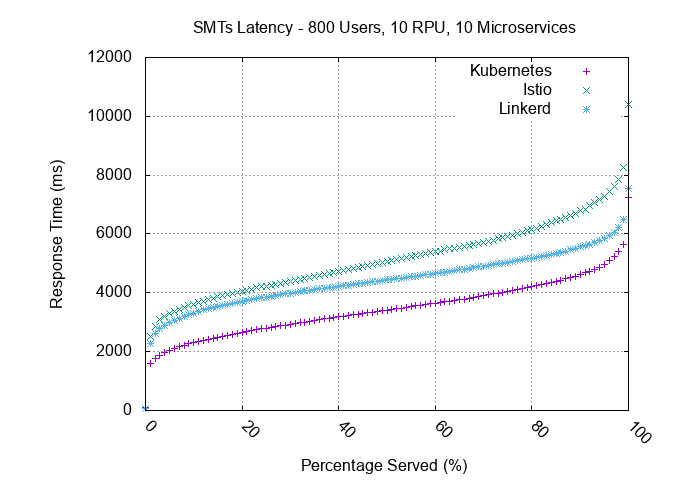 SMTs Latency - 800 Users, 10 RPU, 10 Microservices
12000
10000
8000
6000
4000
2000
0
Response Time (ms)
Kubernetes
Istio
Linkerd
0
20
40
60
80
100
Percentage Served (%)